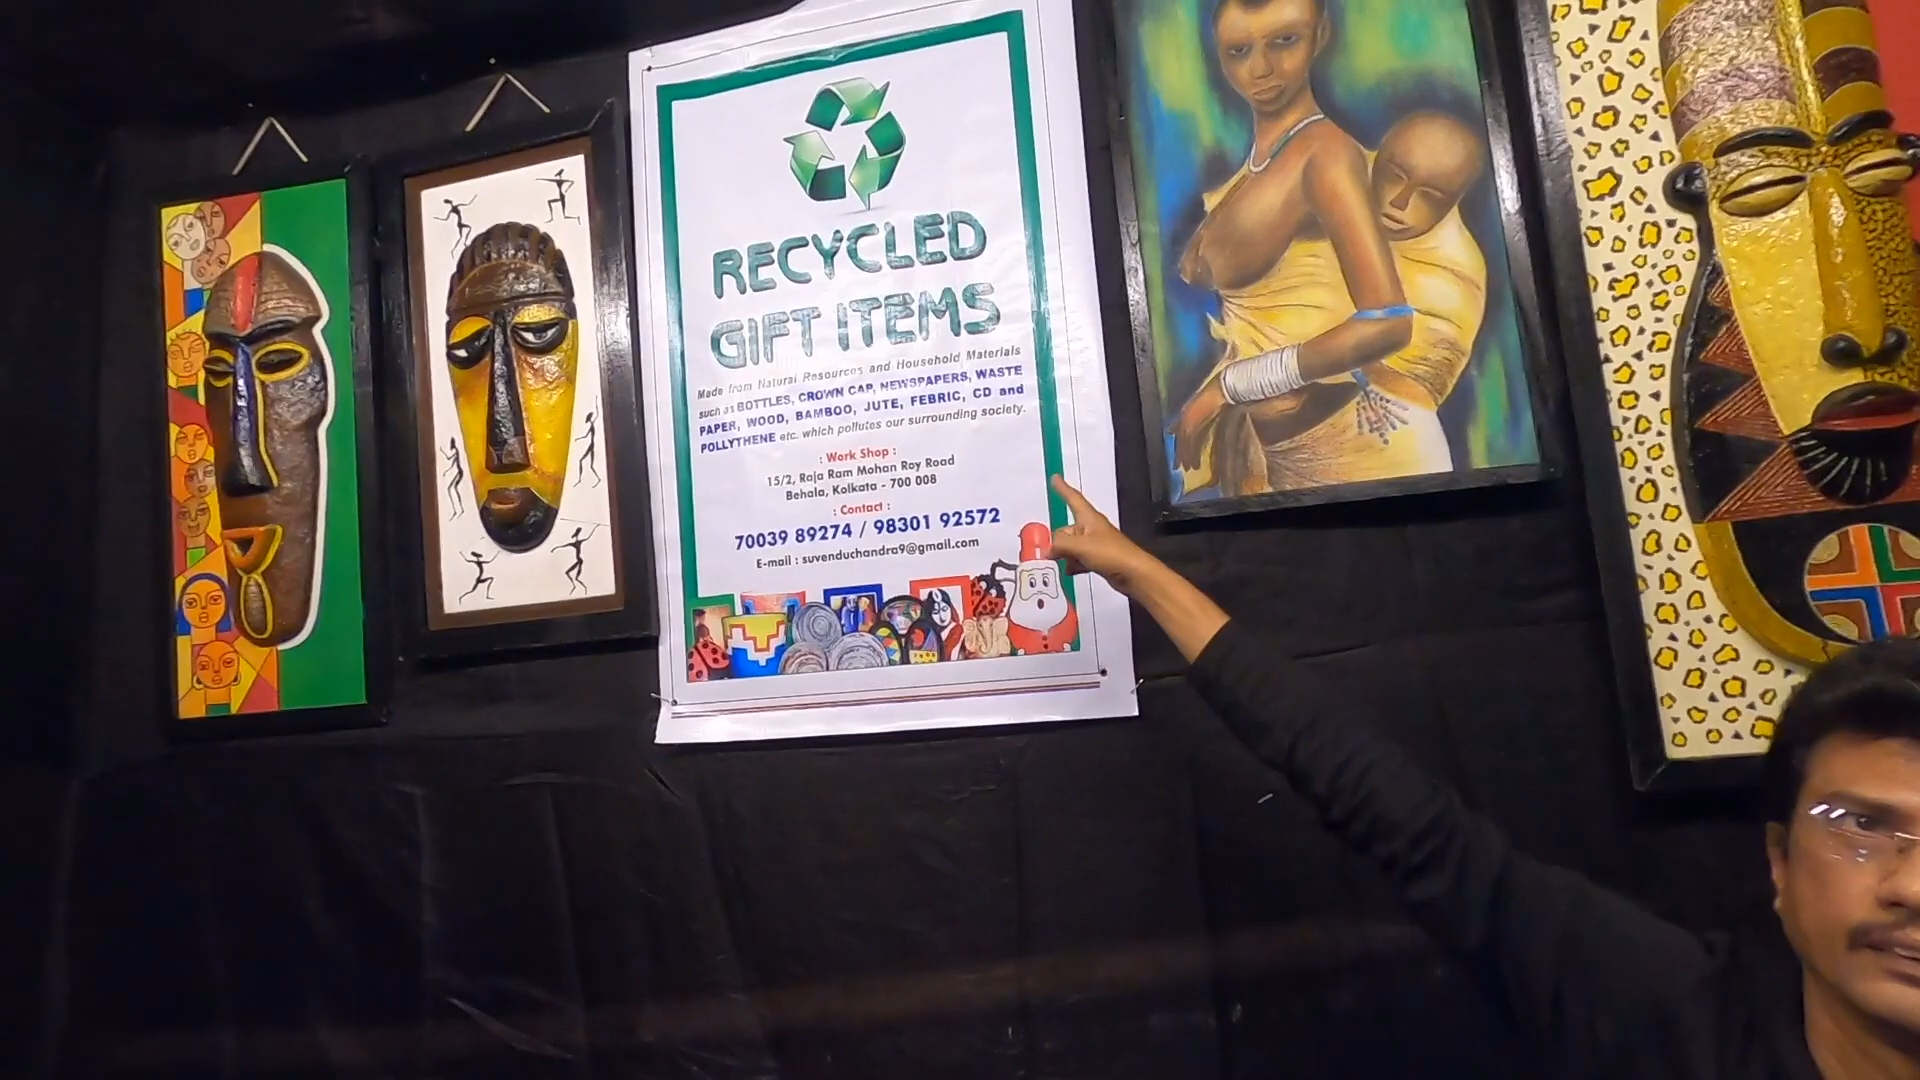 RECYCLED
GIFT ITEMS
Made from Natural Resources and Household Materials
such as BOTTLES, CROWN CAP, NEWSPAPERS, WASTE
PAPER, WOOD, BAMBOO, JUTE, FEBRIC, CD and
POLLYTHENE etc. which pollutes our surrounding society.
: Work Shop :
15/2, Raja Ram Mohan Roy Road
Behala, Kolkata - 700 008
: Contact :
70039 89274 / 98301 92572
E-mail : suvenduchandra9@gmail.com